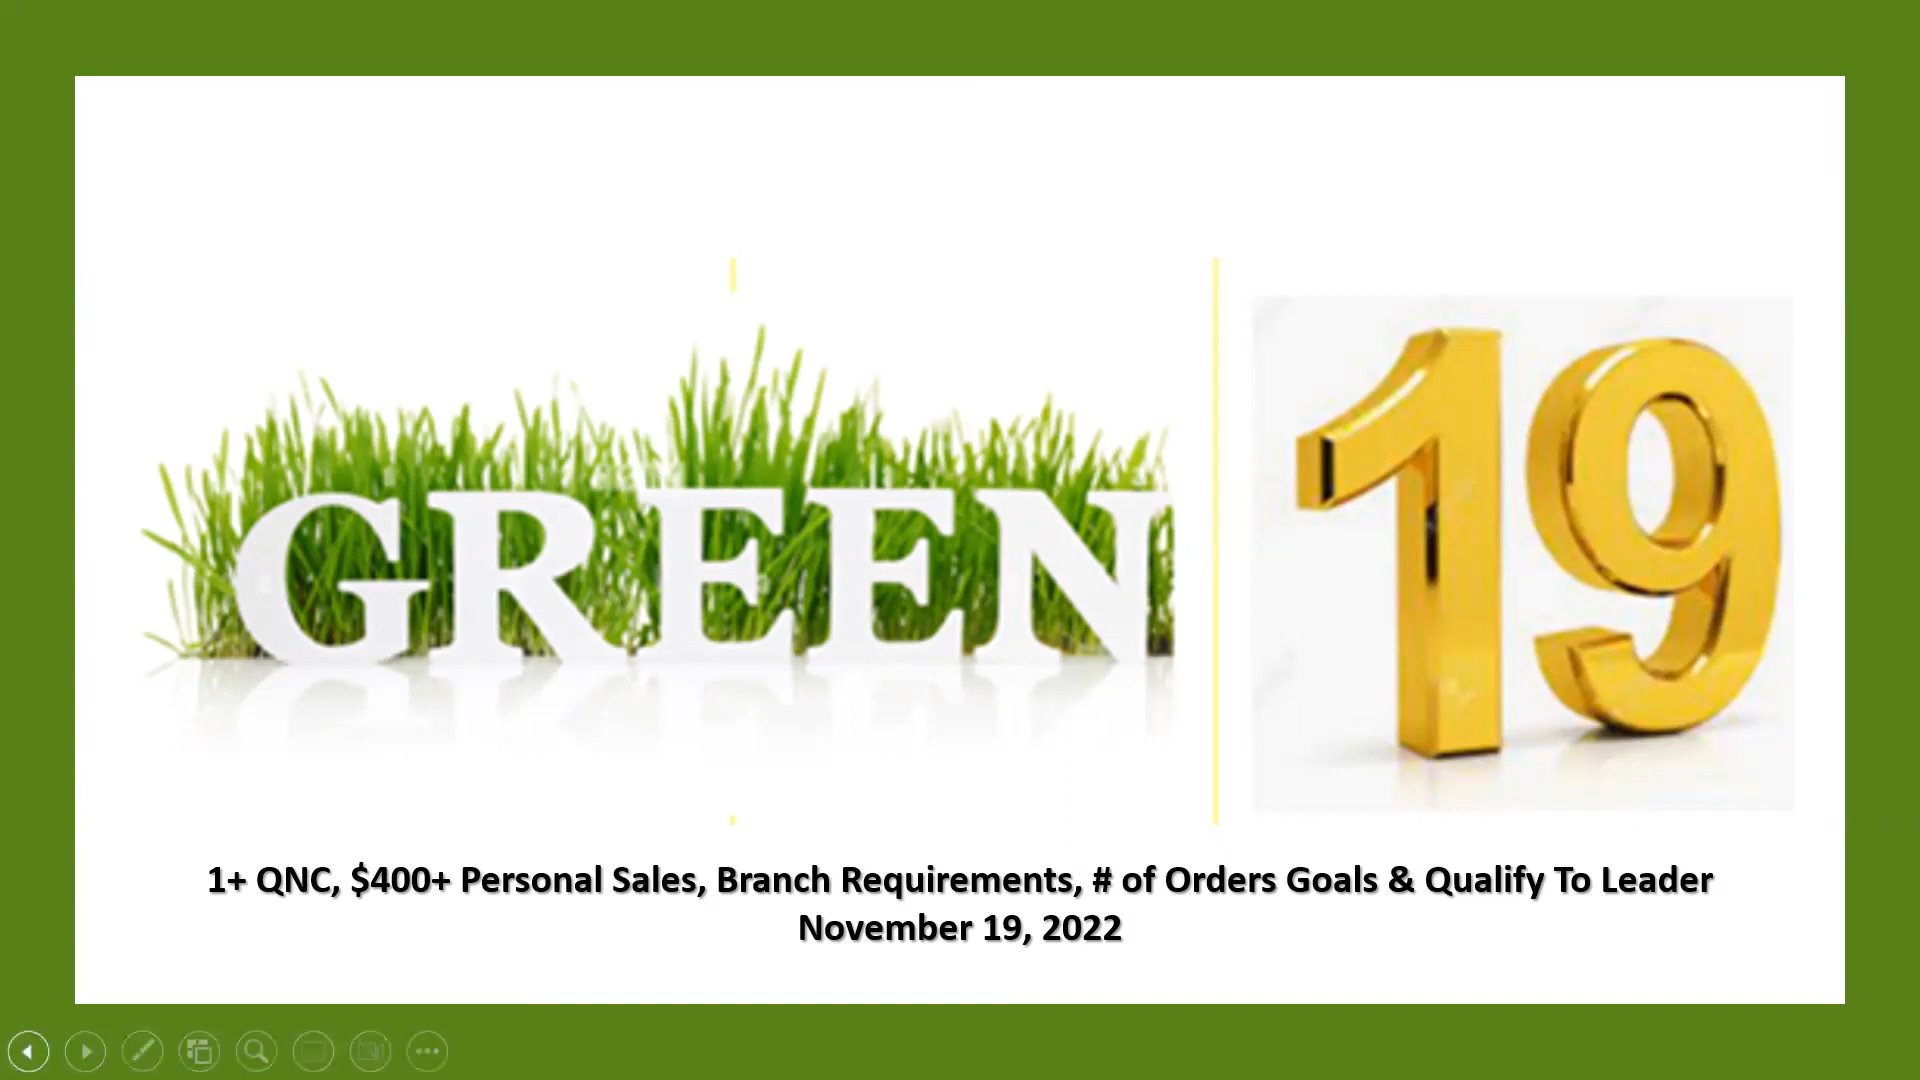 GREEN
19
1+ QNC, $400+ Personal Sales, Branch Requirements, # of Orders Goals & Qualify To Leader
November 19, 2022